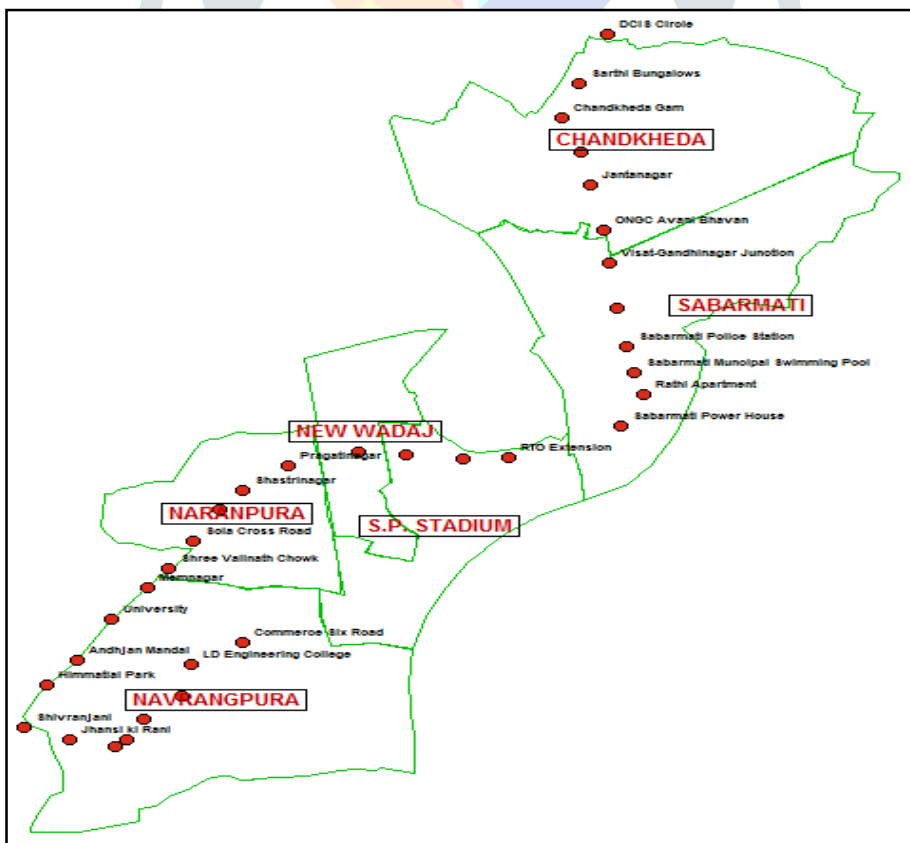 DCIS Circle
Sarthi Bungalows
Chandkheda Gam
CHANDKHEDA
Jantanagar
ONGC Avani Bhavan
Visat-Gandhinagar Junction
SABARMATI
Sabarmati Police Station
Sabarmati Muncipal Swimming Pool
Rathi Apartment
Sabarmati Power House
NEW WADAJ
RTO Extension
Pragatinagar
Shastrinagar
NARANPURA
S.P. STADIUM
Sola Cross Road
Shree Valinath Chowk
Memnagar
University
Commerce Six Road
Andhjan Mandal
LD Engineering College
Himmatlal Park
NAVRANGPURA
Shivranjani
Jhansi ki Rani